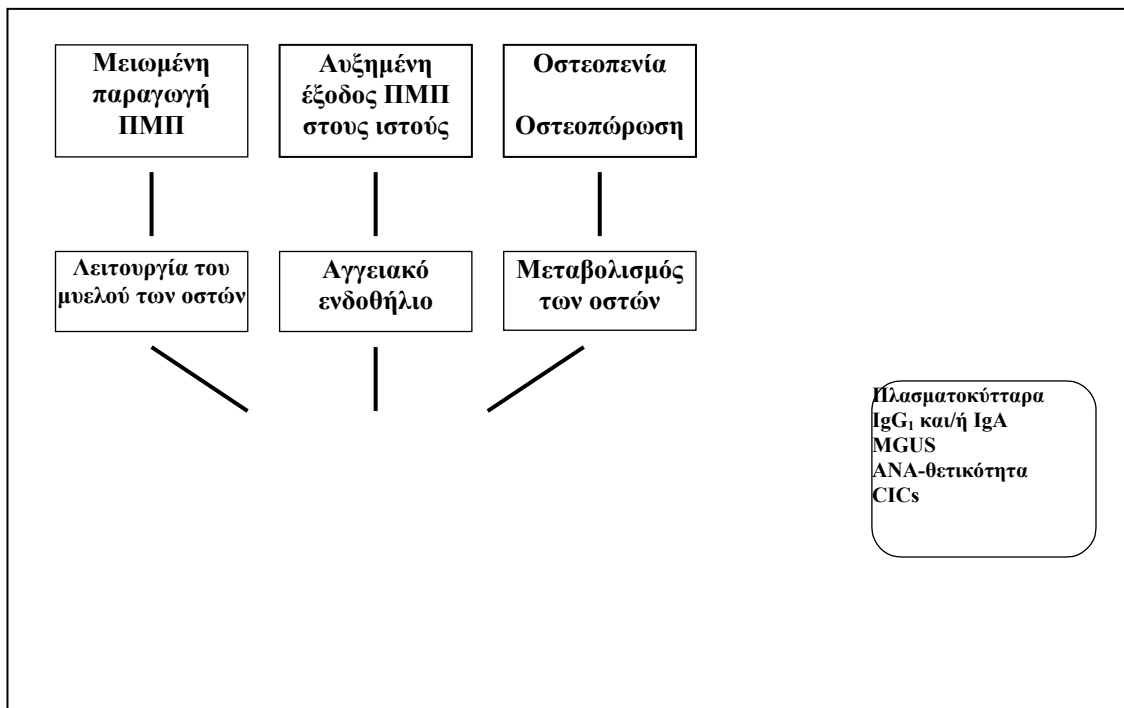 Μειωμένη
παραγωγή
ΠΜΠ
Αυξημένη
έξοδος ΠΜΠ
στους ιστούς
Οστεοπενία
Οστεοπώρωση
Λειτουργία του
μυελού των οστών
Αγγειακό
ενδοθήλιο
Μεταβολισμός
των οστών
Πλασματοκύτταρα
IgG₁ και/ή IgA
MGUS
ANA-θετικότητα
CICs